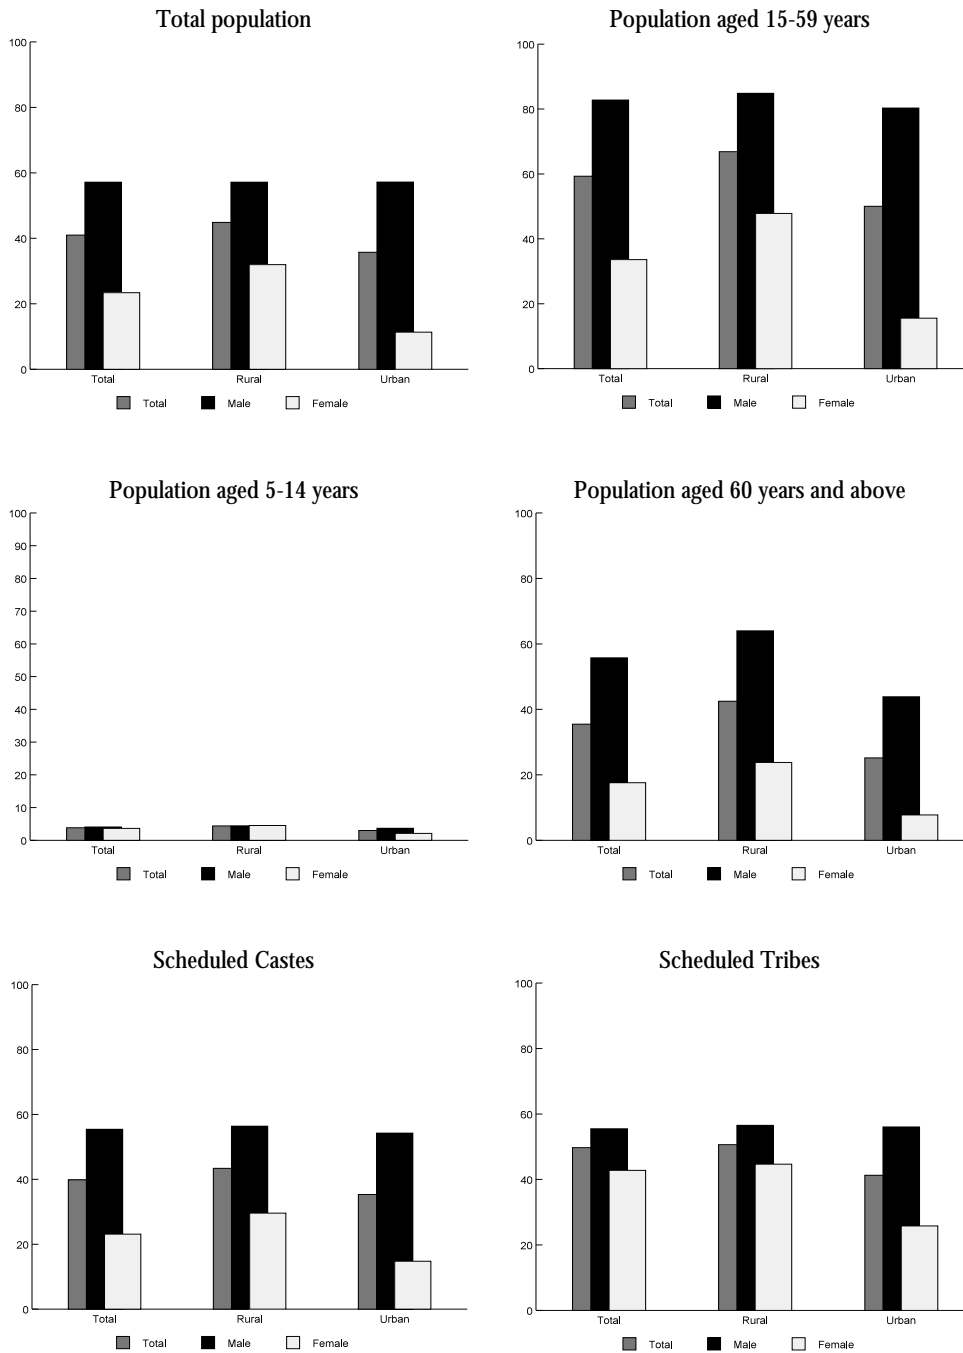 Total population
100
80
60
40
20
0
Total Rural Urban
Total Male Female
Population aged 15-59 years
100
80
60
40
20
0
Total Rural Urban
Total Male Female
Population aged 5-14 years
100
90
80
70
60
50
40
30
20
10
0
Total Rural Urban
Total Male Female
Population aged 60 years and above
100
80
60
40
20
0
Total Rural Urban
Total Male Female
Scheduled Castes
100
80
60
40
20
0
Total Rural Urban
Total Male Female
Scheduled Tribes
100
80
60
40
20
0
Total Rural Urban
Total Male Female